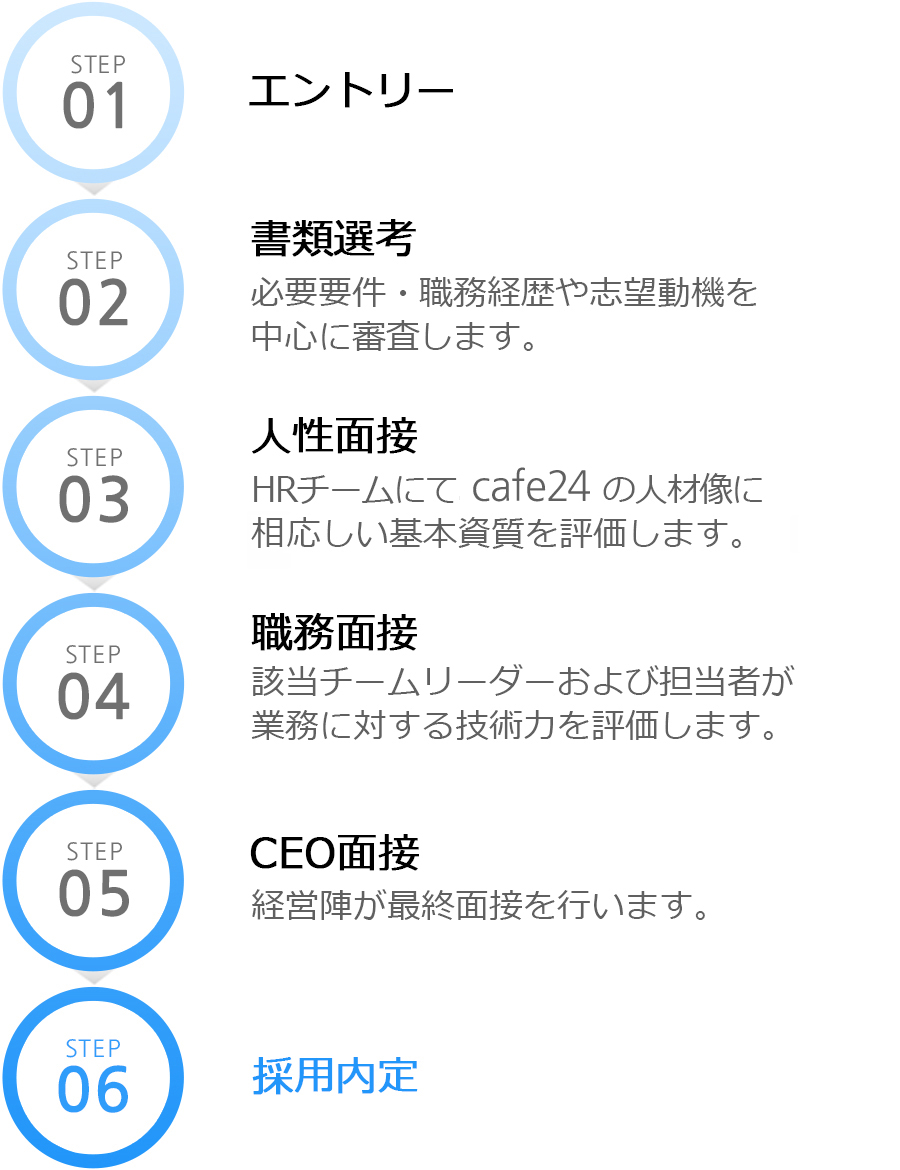 STEP
01
エントリー
STEP
02
書類選考
必要要件・職務経歴や志望動機を
中心に審査します。
STEP
03
人性面接
HRチームにて cafe24 の人材像に
相応しい基本資質を評価します。
STEP
04
職務面接
該当チームリーダーおよび担当者が
業務に対する技術力を評価します。
STEP
05
CEO面接
経営陣が最終面接を行います。
STEP
06
採用内定